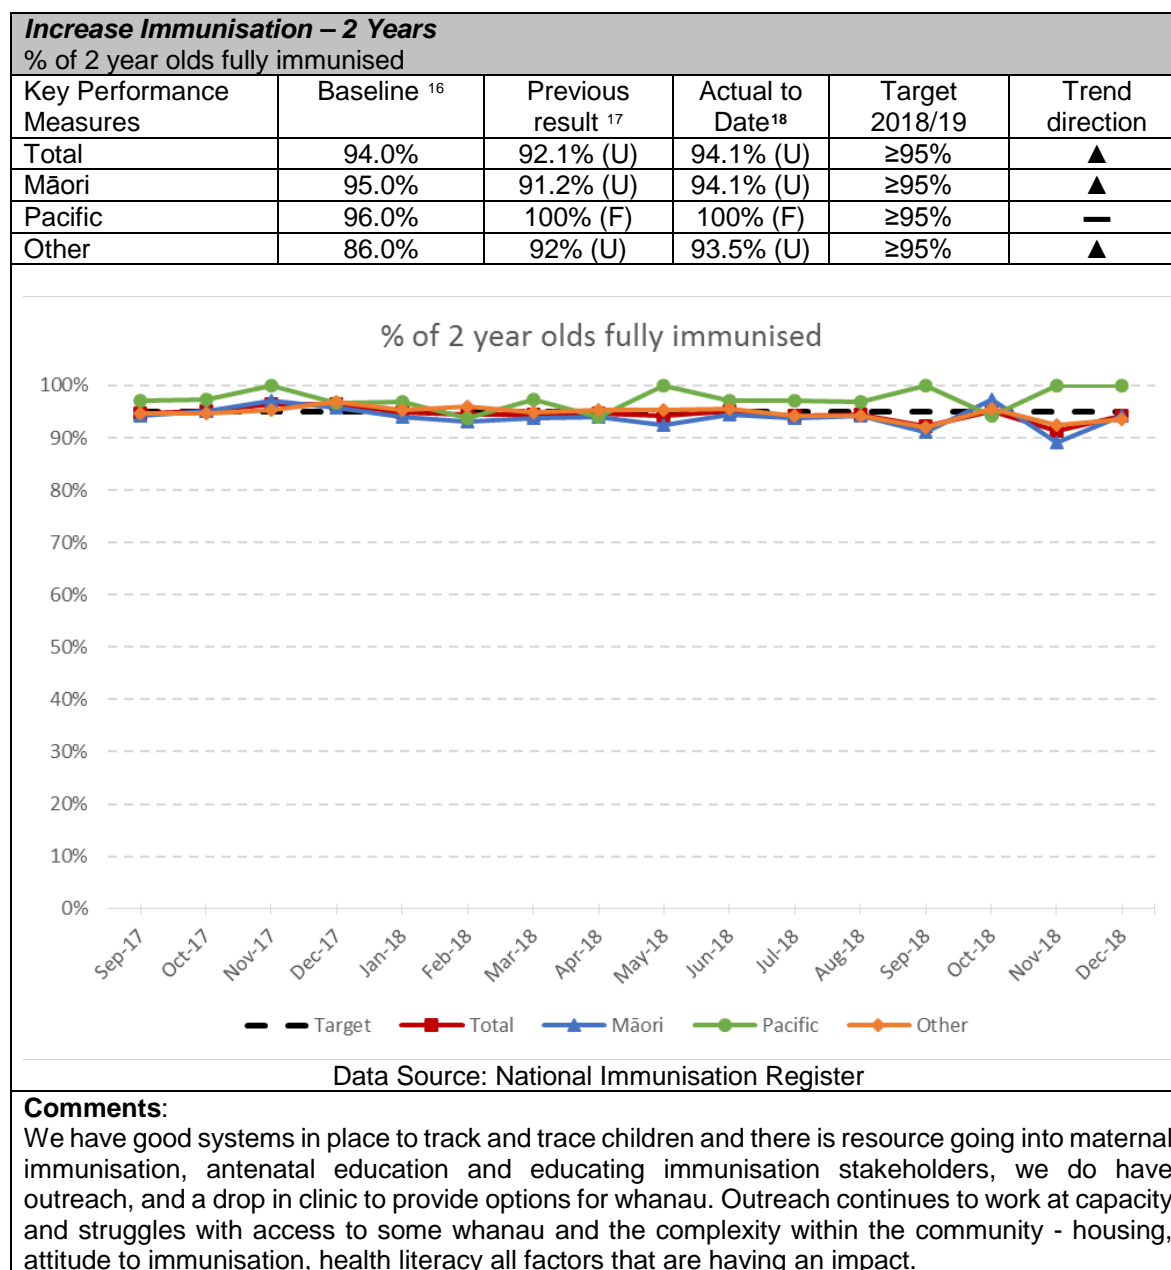 Increase Immunisation – 2 Years
% of 2 year olds fully immunised
Key Performance Measures Baseline 16 Previous result 17 Actual to Date18 Target 2018/19 Trend direction
Total 94.0% 92.1% (U) 94.1% (U) ≥95% ▲
Māori 95.0% 91.2% (U) 94.1% (U) ≥95% ▲
Pacific 96.0% 100% (F) 100% (F) ≥95% —
Other 86.0% 92% (U) 93.5% (U) ≥95% ▲
% of 2 year olds fully immunised
100%
90%
80%
70%
60%
50%
40%
30%
20%
10%
0%
Sep-17 Oct-17 Nov-17 Dec-17 Jan-18 Feb-18 Mar-18 Apr-18 May-18 Jun-18 Jul-18 Aug-18 Sep-18 Oct-18 Nov-18 Dec-18
Target Total Māori Pacific Other
Data Source: National Immunisation Register
Comments:
We have good systems in place to track and trace children and there is resource going into maternal
immunisation, antenatal education and educating immunisation stakeholders, we do have
outreach, and a drop in clinic to provide options for whanau. Outreach continues to work at capacity
and struggles with access to some whanau and the complexity within the community - housing,
attitude to immunisation, health literacy all factors that are having an impact.